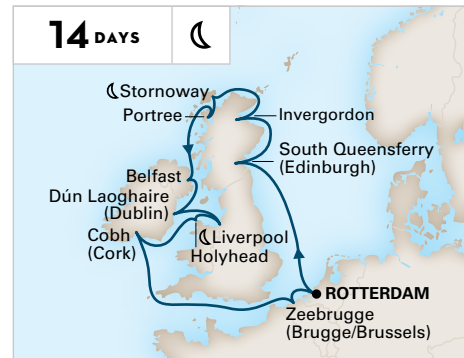 14 DAYS
Stornoway
Portree
Invergordon
South Queensferry
(Edinburgh)
Belfast
Dún Laoghaire
(Dublin)
Cobh
(Cork)
Liverpool
Holyhead
ROTTERDAM
Zeebrugge
(Brugge/Brussels)